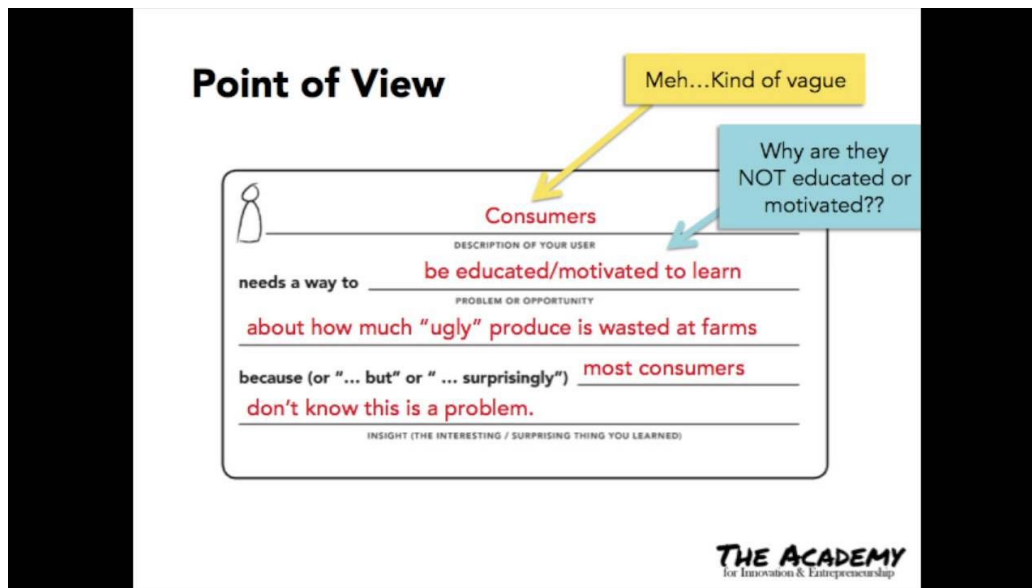 Point of View
Meh...Kind of vague
Why are they
NOT educated or
motivated??
Consumers
DESCRIPTION OF YOUR USER
needs a way to be educated/motivated to learn
PROBLEM OR OPPORTUNITY
about how much “ugly” produce is wasted at farms
because (or "... but" or " ... surprisingly") most consumers
don’t know this is a problem.
INSIGHT (THE INTERESTING / SURPRISING THING YOU LEARNED)
THE ACADEMY
for Innovation & Entrepreneurship